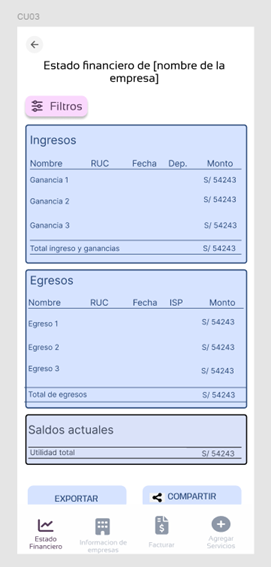 CU03
Estado financiero de [nombre de la
empresa]
Filtros
Ingresos
Nombre RUC Fecha Dep. Monto
Ganancia 1 S/ 54243
Ganancia 2 S/ 54243
Ganancia 3 S/ 54243
Total ingreso y ganancias S/ 54243
Egresos
Nombre RUC Fecha ISP Monto
Egreso 1 S/ 54243
Egreso 2 S/ 54243
Egreso 3 S/ 54243
Total de egresos S/ 54243
Saldos actuales
Utilidad total S/ 54243
EXPORTAR COMPARTIR
Estado
Financiero
Informacion de
empresas
Facturar
Agregar
Servicios